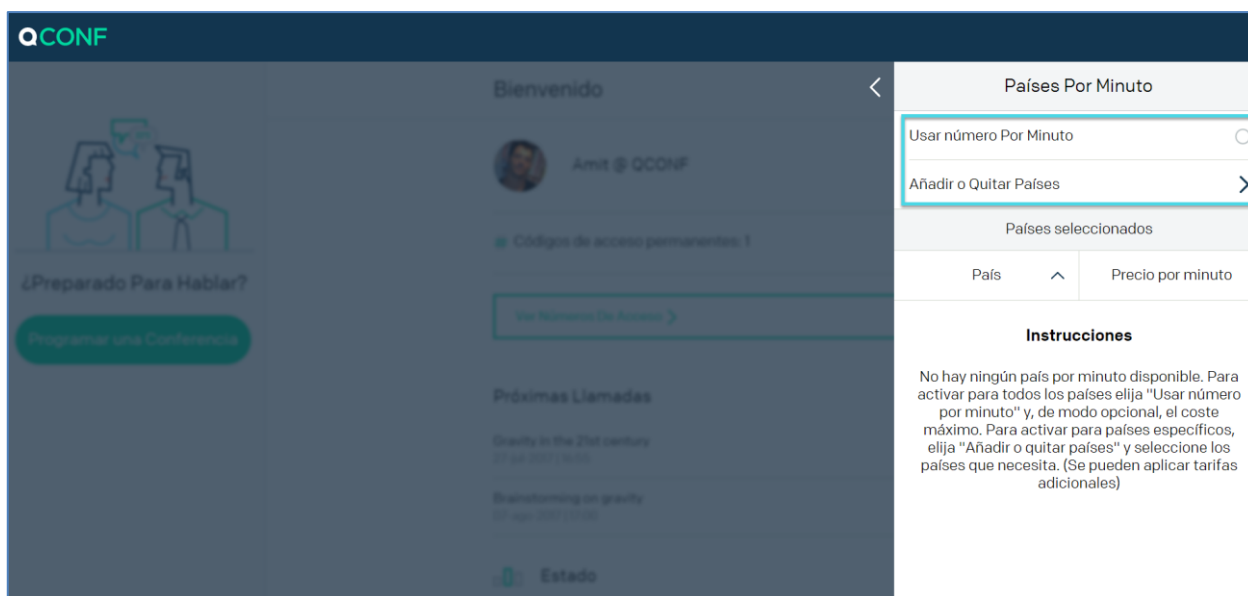 QCONF
Bienvenido
Países Por Minuto
Usar número Por Minuto
Amit @ QCONF
Añadir o Quitar Países
Códigos de acceso permanentes: 1
Países seleccionados
¿Preparado Para Hablar?
País
Precio por minuto
Ver Números De Acceso
Programar una Conferencia
Instrucciones
No hay ningún país por minuto disponible. Para
activar para todos los países elija "Usar número
por minuto" y, de modo opcional, el coste
máximo. Para activar para países específicos,
elija "Añadir o quitar países" y seleccione los
países que necesita. (Se pueden aplicar tarifas
adicionales)
Próximas Llamadas
Gravity in the 21st century
Brainstorming on gravity
Estado